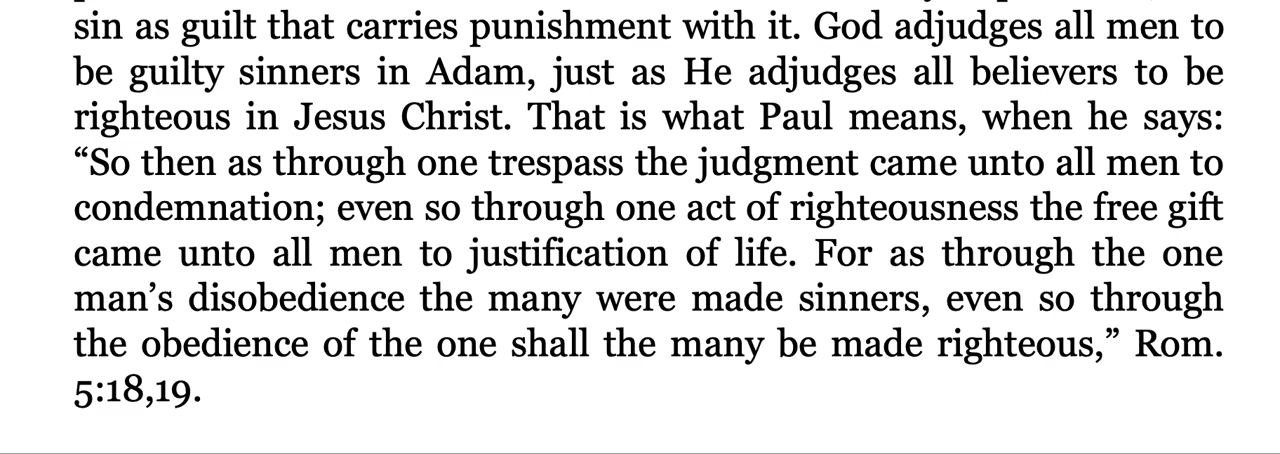 sin as guilt that carries punishment with it. God adjudges all men to
be guilty sinners in Adam, just as He adjudges all believers to be
righteous in Jesus Christ. That is what Paul means, when he says:
“So then as through one trespass the judgment came unto all men to
condemnation; even so through one act of righteousness the free gift
came unto all men to justification of life. For as through the one
man’s disobedience the many were made sinners, even so through
the obedience of the one shall the many be made righteous,” Rom.
5:18,19.